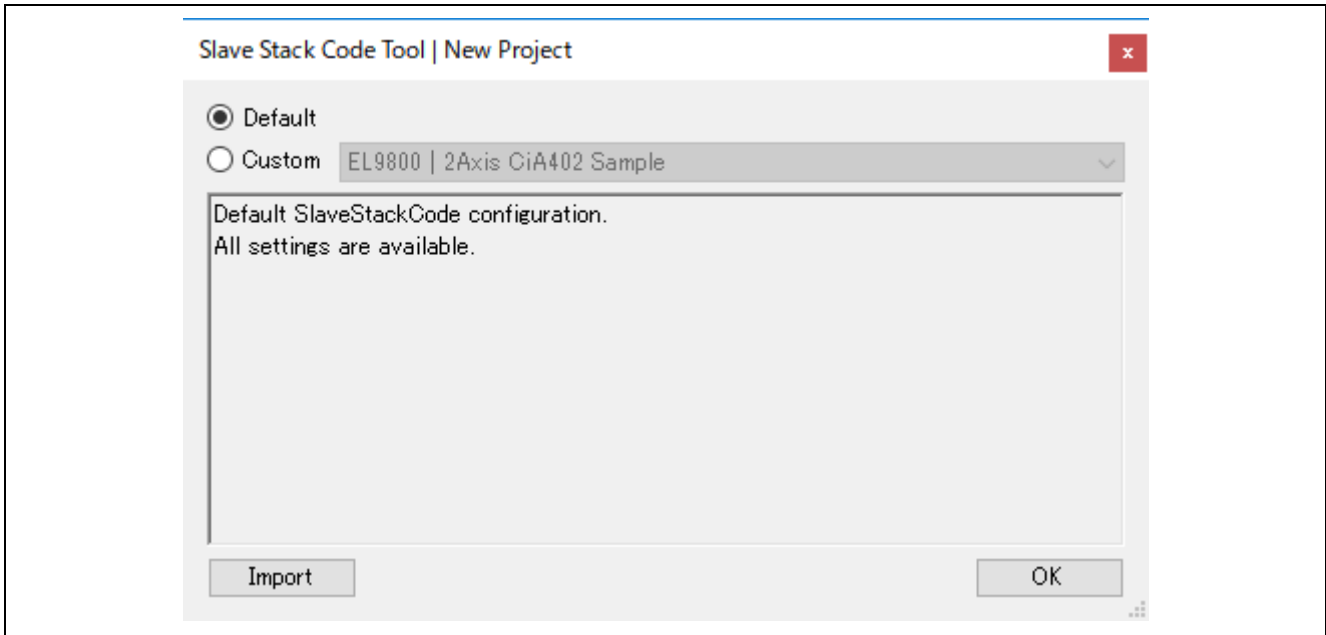 Slave Stack Code Tool | New Project
x
Default
Custom EL9800 | 2Axis CiA402 Sample
Default SlaveStackCode configuration.
All settings are available.
Import OK